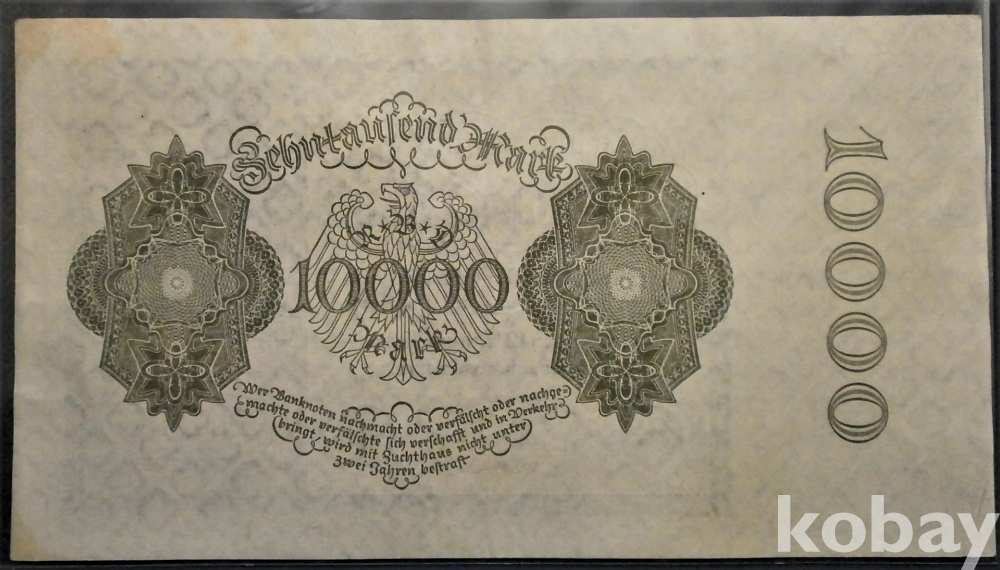 Zehntausend Mark
R·B·D
10000
Mark
Wer Banknoten nachmacht oder verfälscht oder nachge=
machte oder verfälschte sich verschafft und in Verkehr
bringt, wird mit Zuchthaus nicht unter
zwei Jahren bestraft
10000
kobay